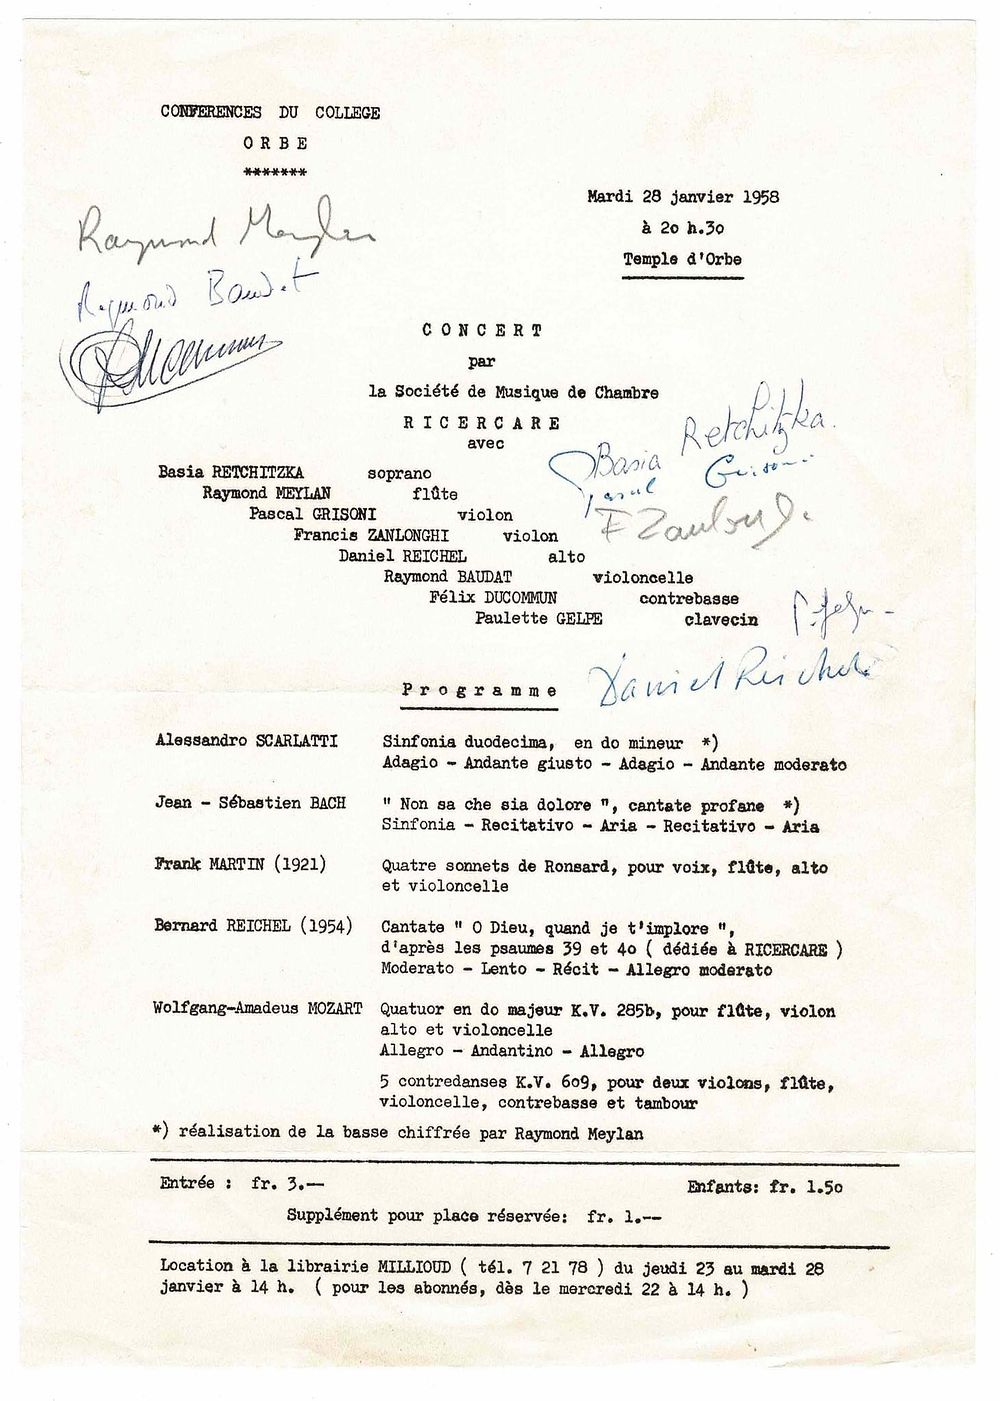 CONFERENCES DU COLLEGE
ORBE
*******
Mardi 28 janvier 1958
à 2o h.3o
Temple d'Orbe
Raymond Meylan
Raymond Baudat
CONCERT
par
la Société de Musique de Chambre
RICERCARE
avec
Basia Retchitzka
Pascal Grisoni
F Zanlonghi
Basia RETCHITZKA soprano
Raymond MEYLAN flûte
Pascal GRISONI violon
Francis ZANLONGHI violon
Daniel REICHEL alto
Raymond BAUDAT violoncelle
Félix DUCOMMUN contrebasse
Paulette GELPE clavecin
Daniel Reichel
Programme
Alessandro SCARLATTI Sinfonia duodecima, en do mineur *)
Adagio - Andante giusto - Adagio - Andante moderato
Jean - Sébastien BACH " Non sa che sia dolore ", cantate profane *)
Sinfonia - Recitativo - Aria - Recitativo - Aria
Frank MARTIN (1921) Quatre sonnets de Ronsard, pour voix, flûte, alto
et violoncelle
Bernard REICHEL (1954) Cantate " O Dieu, quand je t'implore ",
d'après les psaumes 39 et 4o ( dédiée à RICERCARE )
Moderato - Lento - Récit - Allegro moderato
Wolfgang-Amadeus MOZART Quatuor en do majeur K.V. 285b, pour flûte, violon
alto et violoncelle
Allegro - Andantino - Allegro
5 contredanses K.V. 6o9, pour deux violons, flûte,
violoncelle, contrebasse et tambour
*) réalisation de la basse chiffrée par Raymond Meylan
Entrée : fr. 3.-- Enfants: fr. 1.5o
Supplément pour place réservée: fr. 1.--
Location à la librairie MILLIOUD ( tél. 7 21 78 ) du jeudi 23 au mardi 28
janvier à 14 h. ( pour les abonnés, dès le mercredi 22 à 14 h. )